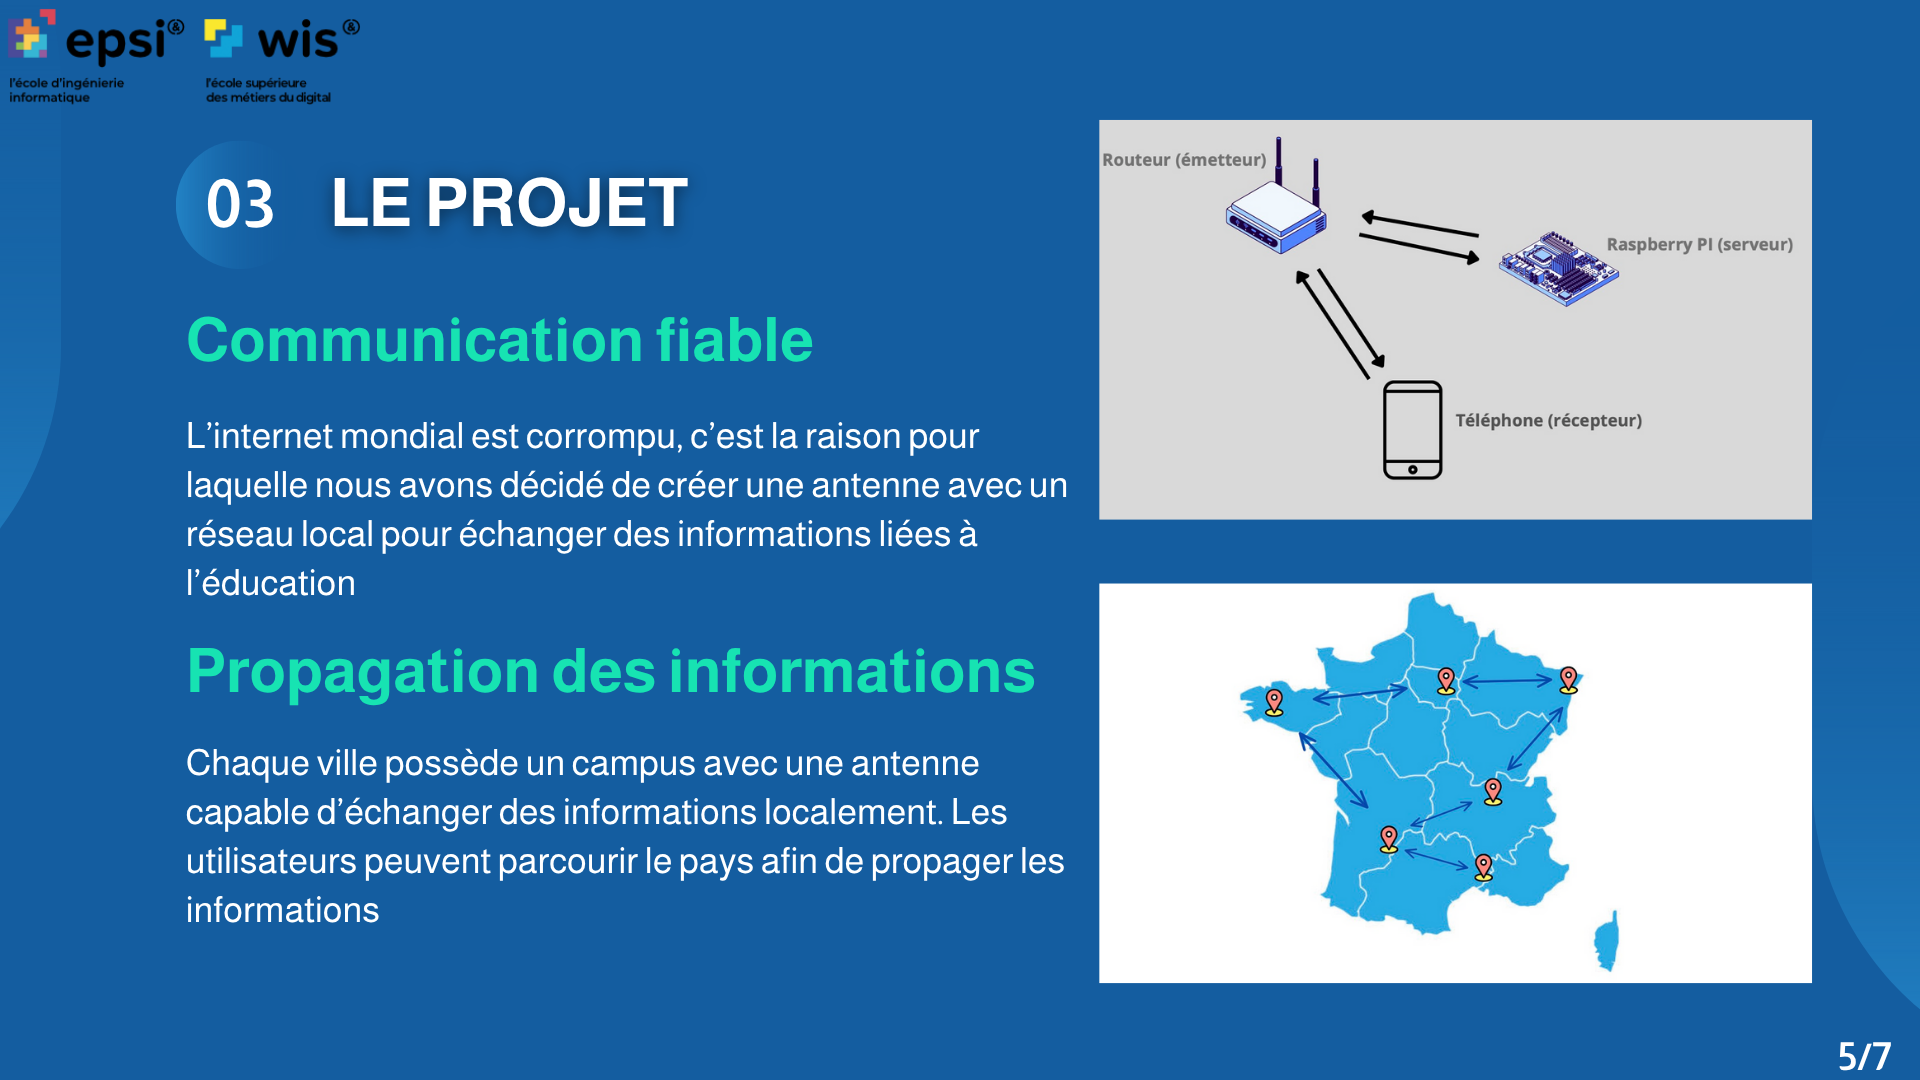 epsi&
l'école d'ingénierie
informatique
wis&
l'école supérieure
des métiers du digital
03
LE PROJET
Communication fiable
L'internet mondial est corrompu, c'est la raison pour
laquelle nous avons décidé de créer une antenne avec un
réseau local pour échanger des informations liées à
l'éducation
Propagation des informations
Chaque ville possède un campus avec une antenne
capable d'échanger des informations localement. Les
utilisateurs peuvent parcourir le pays afin de propager les
informations
Routeur (émetteur)
Raspberry PI (serveur)
Téléphone (récepteur)
5/7